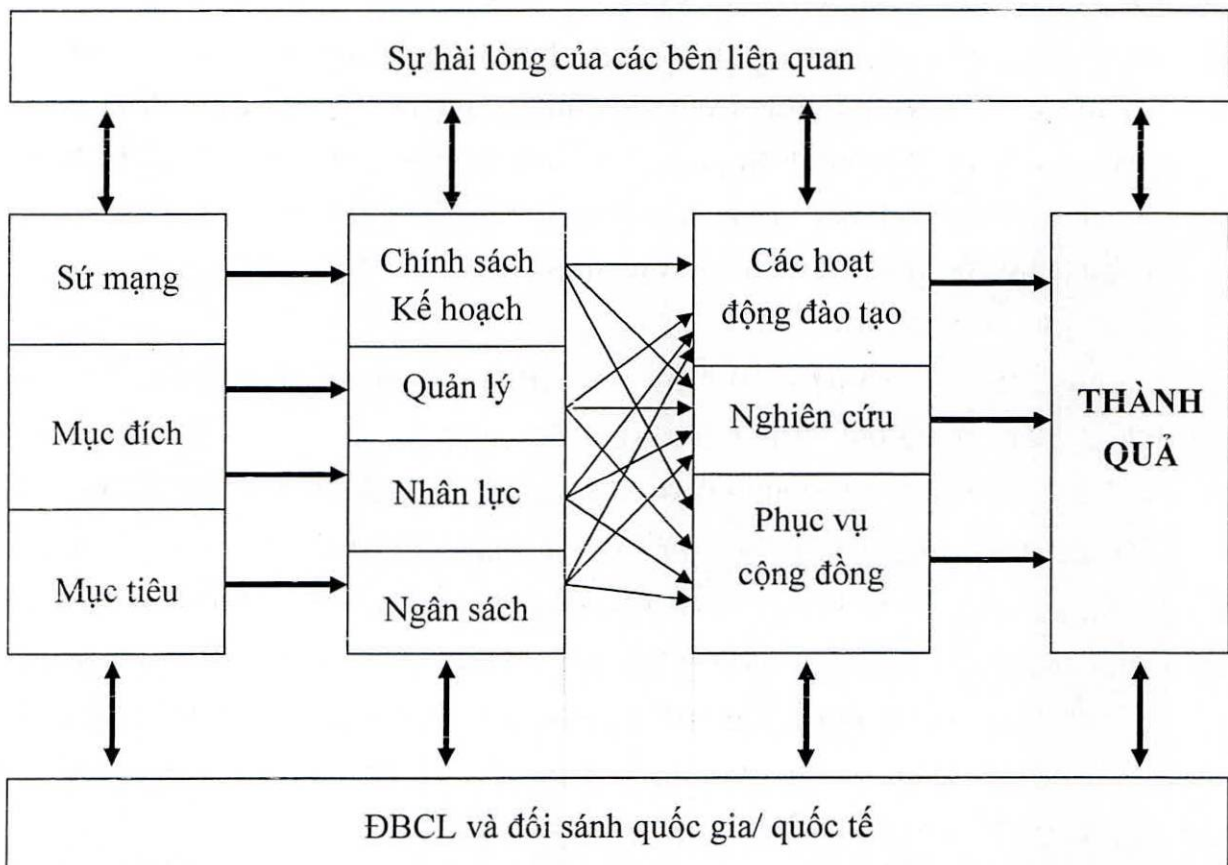 Sự hài lòng của các bên liên quan
Sứ mạng
Mục đích
Mục tiêu
Chính sách
Kế hoạch
Quản lý
Nhân lực
Ngân sách
Các hoạt
động đào tạo
Nghiên cứu
Phục vụ
cộng đồng
THÀNH
QUẢ
ĐBCL và đối sánh quốc gia/ quốc tế